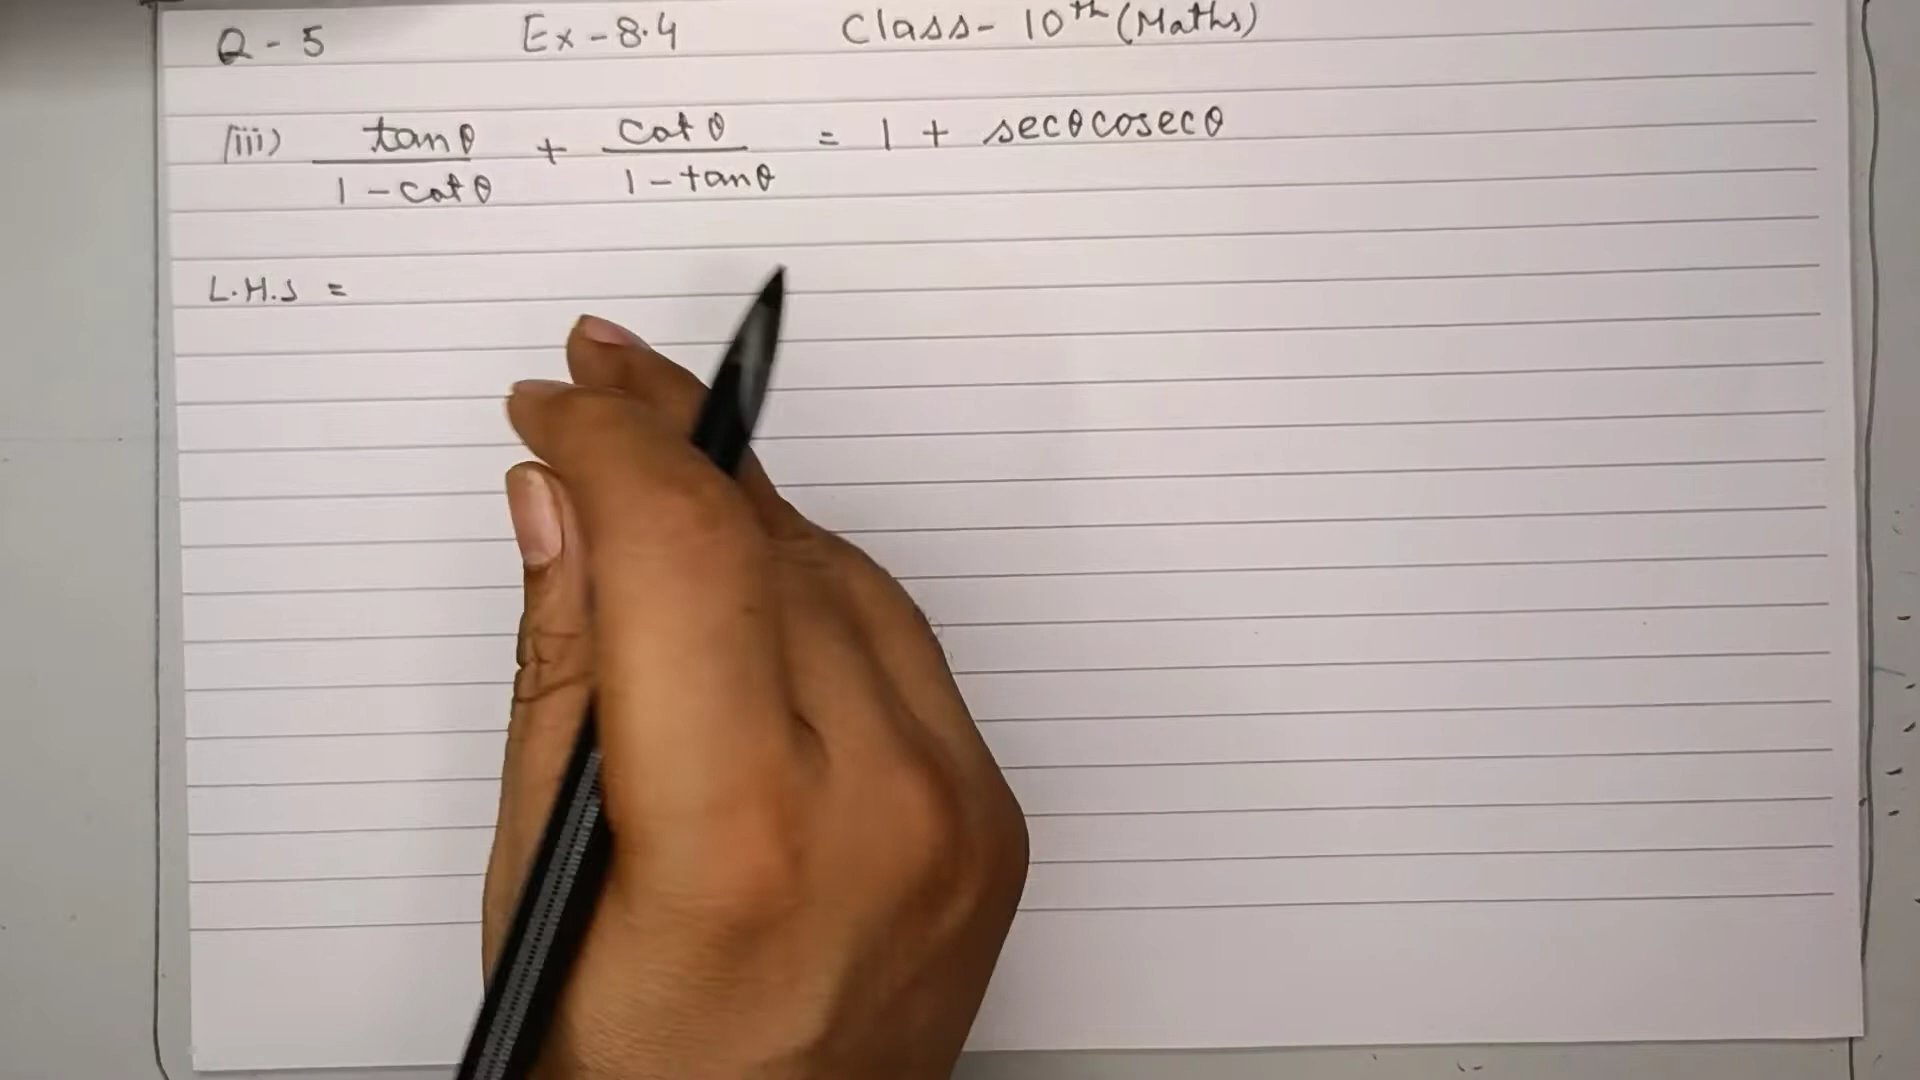 Q - 5 Ex - 8.4 Class - 10th (Maths)
(iii) tanθ / 1 - cotθ + cotθ / 1 - tanθ = 1 + secθcosecθ
L.H.S =